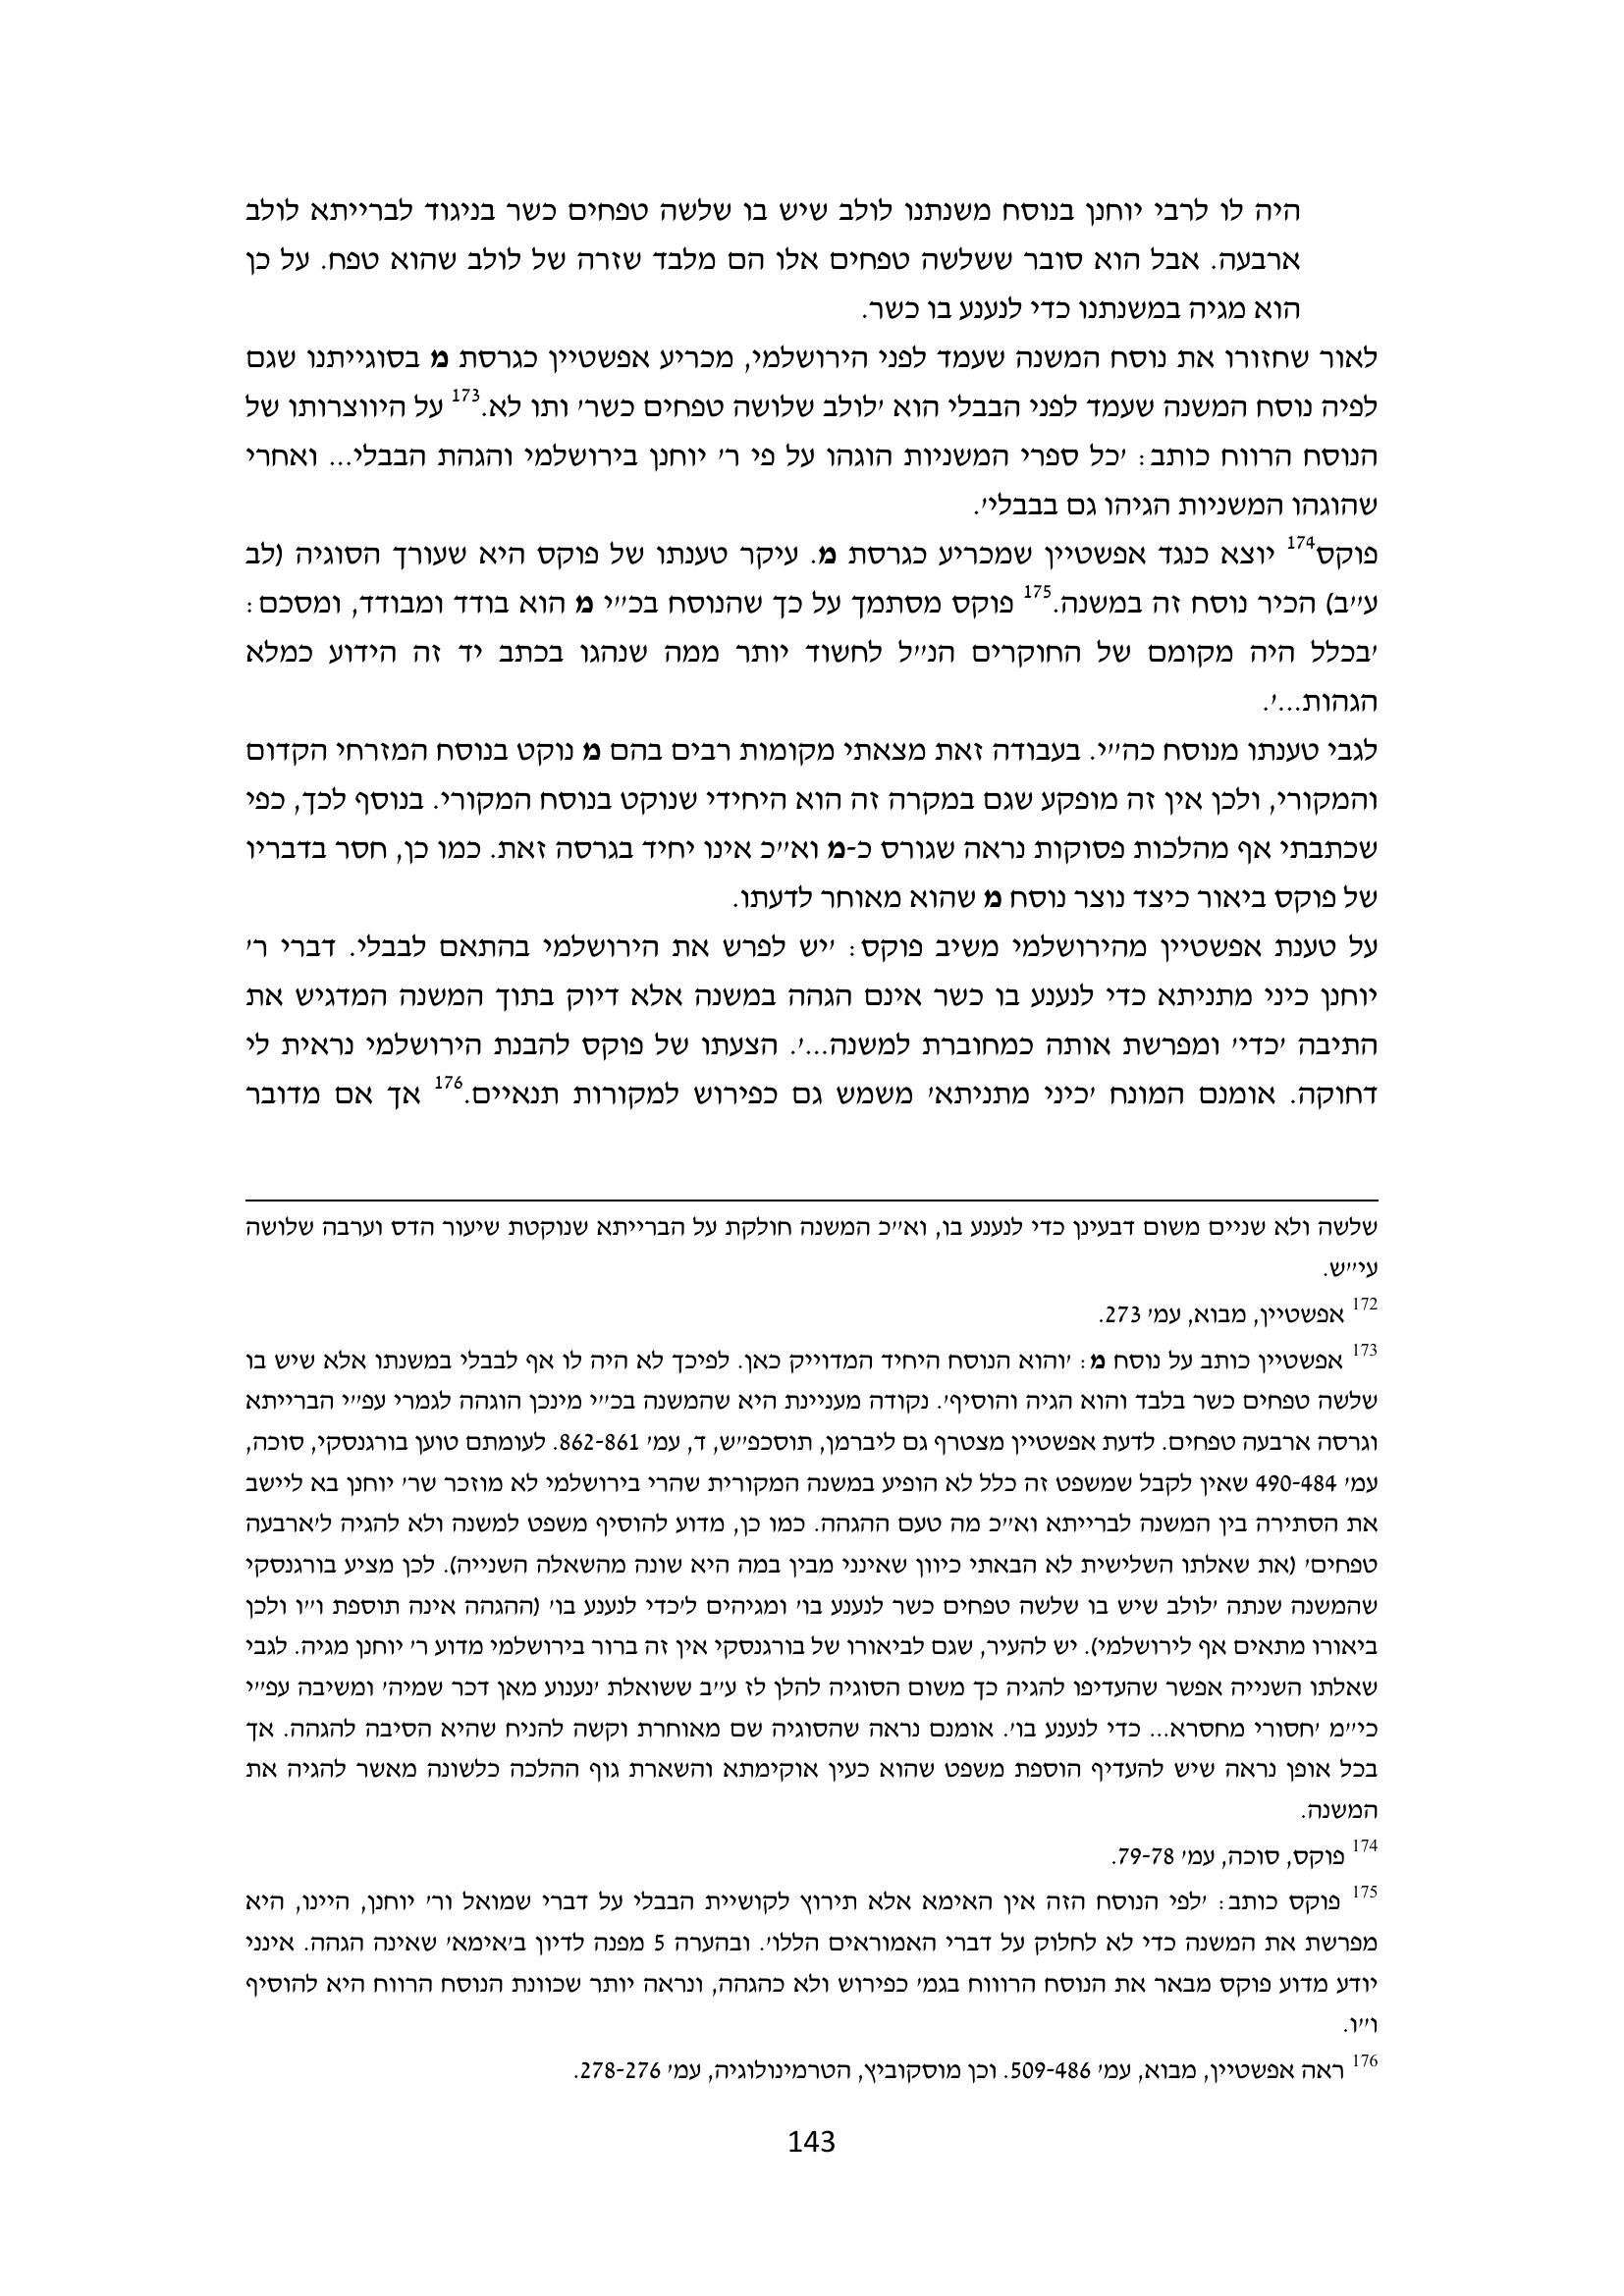 היה לו לרבי יוחנן בנוסח משנתנו לולב שיש בו שלשה טפחים כשר בניגוד לברייתא לולב
ארבעה. אבל הוא סובר ששלשה טפחים אלו הם מלבד שזרה של לולב שהוא טפח. על כן
הוא מגיה במשנתנו כדי לנענע בו כשר.
לאור שחזורו את נוסח המשנה שעמד לפני הירושלמי, מכריע אפשטיין כגרסת מ בסוגייתנו שגם
לפיה נוסח המשנה שעמד לפני הבבלי הוא 'לולב שלושה טפחים כשר' ותו לא.173 על היווצרותו של
הנוסח הרווח כותב: 'כל ספרי המשניות הוגהו על פי ר' יוחנן בירושלמי והגהת הבבלי... ואחרי
שהוגהו המשניות הגיהו גם בבבלי'.
פוקס174 יוצא כנגד אפשטיין שמכריע כגרסת מ. עיקר טענתו של פוקס היא שעורך הסוגיה (לב
ע"ב) הכיר נוסח זה במשנה.175 פוקס מסתמך על כך שהנוסח בכ"י מ הוא בודד ומבודד, ומסכם:
'בכלל היה מקומם של החוקרים הנ"ל לחשוד יותר ממה שנהגו בכתב יד זה הידוע כמלא
הגהות...'.
לגבי טענתו מנוסח כה"י. בעבודה זאת מצאתי מקומות רבים בהם מ נוקט בנוסח המזרחי הקדום
והמקורי, ולכן אין זה מופקע שגם במקרה זה הוא היחידי שנוקט בנוסח המקורי. בנוסף לכך, כפי
שכתבתי אף מהלכות פסוקות נראה שגורס כ-מ וא"כ אינו יחיד בגרסה זאת. כמו כן, חסר בדבריו
של פוקס ביאור כיצד נוצר נוסח מ שהוא מאוחר לדעתו.
על טענת אפשטיין מהירושלמי משיב פוקס: 'יש לפרש את הירושלמי בהתאם לבבלי. דברי ר'
יוחנן כיני מתניתא כדי לנענע בו כשר אינם הגהה במשנה אלא דיוק בתוך המשנה המדגיש את
התיבה 'כדי' ומפרשת אותה כמחוברת למשנה...'. הצעתו של פוקס להבנת הירושלמי נראית לי
דחוקה. אומנם המונח 'כיני מתניתא' משמש גם כפירוש למקורות תנאיים.176 אך אם מדובר
שלשה ולא שניים משום דבעינן כדי לנענע בו, וא"כ המשנה חולקת על הברייתא שנוקטת שיעור הדס וערבה שלושה
עי"ש.
172 אפשטיין, מבוא, עמ' 273.
173 אפשטיין כותב על נוסח מ: 'והוא הנוסח היחיד המדוייק כאן. לפיכך לא היה לו אף לבבלי במשנתו אלא שיש בו
שלשה טפחים כשר בלבד והוא הגיה והוסיף'. נקודה מעניינת היא שהמשנה בכ"י מינכן הוגהה לגמרי עפ"י הברייתא
וגרסה ארבעה טפחים. לדעת אפשטיין מצטרף גם ליברמן, תוסכפ"ש, ד, עמ' 862-861. לעומתם טוען בורגנסקי, סוכה,
עמ' 490-484 שאין לקבל שמשפט זה כלל לא הופיע במשנה המקורית שהרי בירושלמי לא מוזכר שר' יוחנן בא ליישב
את הסתירה בין המשנה לברייתא וא"כ מה טעם ההגהה. כמו כן, מדוע להוסיף משפט למשנה ולא להגיה ל'ארבעה
טפחים' (את שאלתו השלישית לא הבאתי כיוון שאינני מבין במה היא שונה מהשאלה השנייה). לכן מציע בורגנסקי
שהמשנה שנתה 'לולב שיש בו שלשה טפחים כשר לנענע בו' ומגיהים ל'כדי לנענע בו' (ההגהה אינה תוספת ו"ו ולכן
ביאורו מתאים אף לירושלמי). יש להעיר, שגם לביאורו של בורגנסקי אין זה ברור בירושלמי מדוע ר' יוחנן מגיה. לגבי
שאלתו השנייה אפשר שהעדיפו להגיה כך משום הסוגיה להלן לז ע"ב ששואלת 'נענוע מאן דכר שמיה' ומשיבה עפ"י
כי"מ 'חסורי מחסרא... כדי לנענע בו'. אומנם נראה שהסוגיה שם מאוחרת וקשה להניח שהיא הסיבה להגהה. אך
בכל אופן נראה שיש להעדיף הוספת משפט שהוא כעין אוקימתא והשארת גוף ההלכה כלשונה מאשר להגיה את
המשנה.
174 פוקס, סוכה, עמ' 79-78.
175 פוקס כותב: 'לפי הנוסח הזה אין האימא אלא תירוץ לקושיית הבבלי על דברי שמואל ור' יוחנן, היינו, היא
מפרשת את המשנה כדי לא לחלוק על דברי האמוראים הללו'. ובהערה 5 מפנה לדיון ב'אימא' שאינה הגהה. אינני
יודע מדוע פוקס מבאר את הנוסח הרוווח בגמ' כפירוש ולא כהגהה, ונראה יותר שכוונת הנוסח הרווח היא להוסיף
ו"ו.
176 ראה אפשטיין, מבוא, עמ' 509-486. וכן מוסקוביץ, הטרמינולוגיה, עמ' 278-276.
143